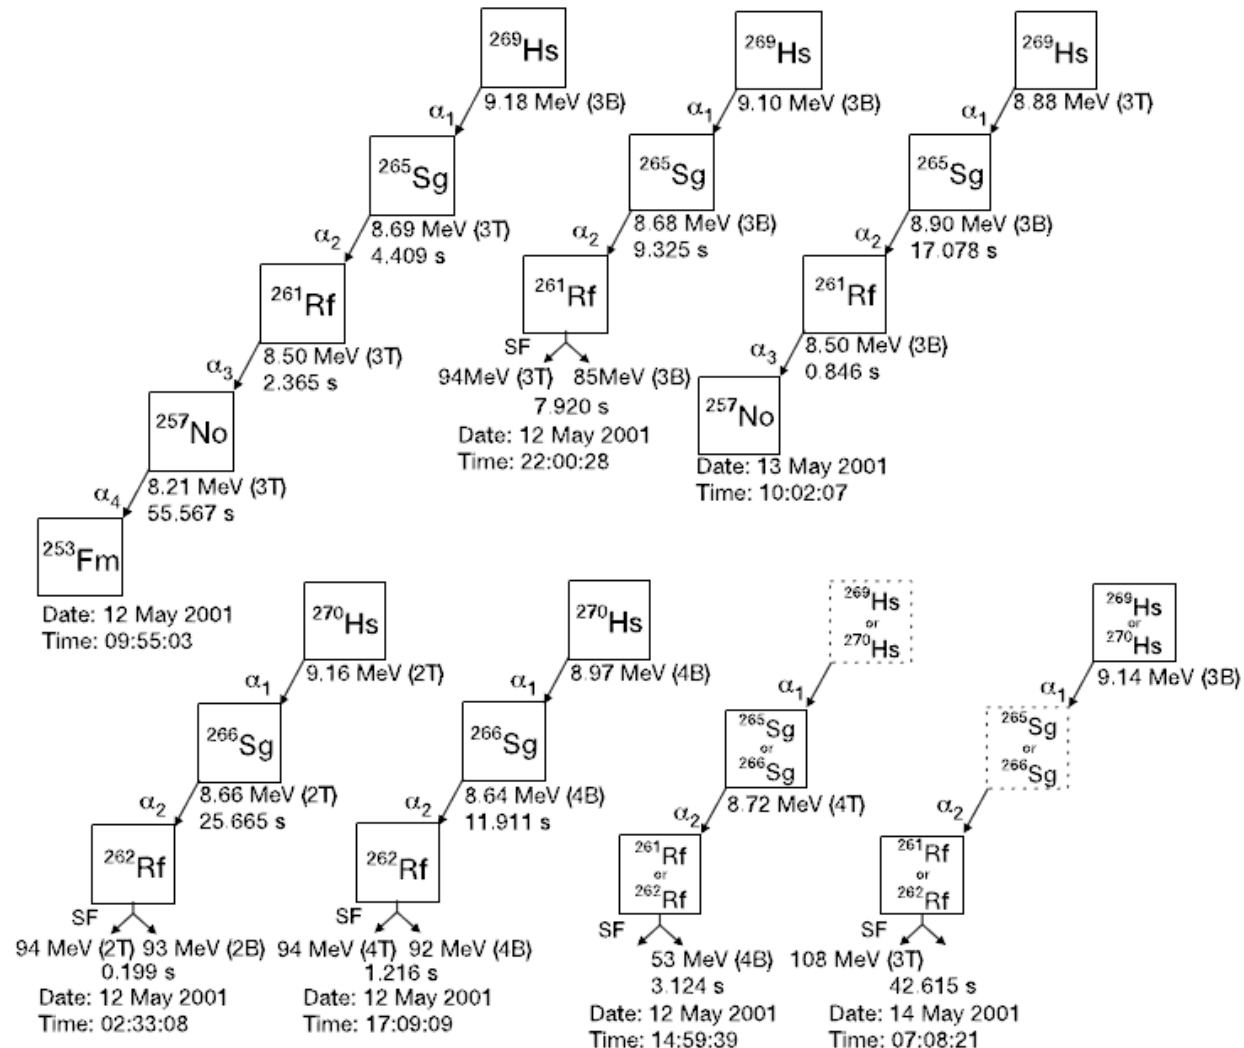 ²⁶⁹Hs
9.18 MeV (3B)
α₁
²⁶⁵Sg
8.69 MeV (3T)
4.409 s
α₂
²⁶¹Rf
8.50 MeV (3T)
2.365 s
α₃
²⁵⁷No
8.21 MeV (3T)
55.567 s
α₄
²⁵³Fm
Date: 12 May 2001
Time: 09:55:03
²⁶⁹Hs
9.10 MeV (3B)
α₁
²⁶⁵Sg
8.68 MeV (3B)
9.325 s
α₂
²⁶¹Rf
SF
94MeV (3T) 85MeV (3B)
7.920 s
Date: 12 May 2001
Time: 22:00:28
²⁶⁹Hs
8.88 MeV (3T)
α₁
²⁶⁵Sg
8.90 MeV (3B)
17.078 s
α₂
²⁶¹Rf
8.50 MeV (3B)
0.846 s
α₃
²⁵⁷No
Date: 13 May 2001
Time: 10:02:07
²⁷⁰Hs
9.16 MeV (2T)
α₁
²⁶⁶Sg
8.66 MeV (2T)
25.665 s
α₂
²⁶²Rf
SF
94 MeV (2T) 93 MeV (2B)
0.199 s
Date: 12 May 2001
Time: 02:33:08
²⁷⁰Hs
8.97 MeV (4B)
α₁
²⁶⁶Sg
8.64 MeV (4B)
11.911 s
α₂
²⁶²Rf
SF
94 MeV (4T) 92 MeV (4B)
1.216 s
Date: 12 May 2001
Time: 17:09:09
²⁶⁹Hs
or
²⁷⁰Hs
α₁
²⁶⁵Sg
or
²⁶⁶Sg
8.72 MeV (4T)
α₂
²⁶¹Rf
or
²⁶²Rf
SF
53 MeV (4B)
3.124 s
Date: 12 May 2001
Time: 14:59:39
²⁶⁹Hs
or
²⁷⁰Hs
9.14 MeV (3B)
α₁
²⁶⁵Sg
or
²⁶⁶Sg
α₂
²⁶¹Rf
or
²⁶²Rf
SF
108 MeV (3T)
42.615 s
Date: 14 May 2001
Time: 07:08:21